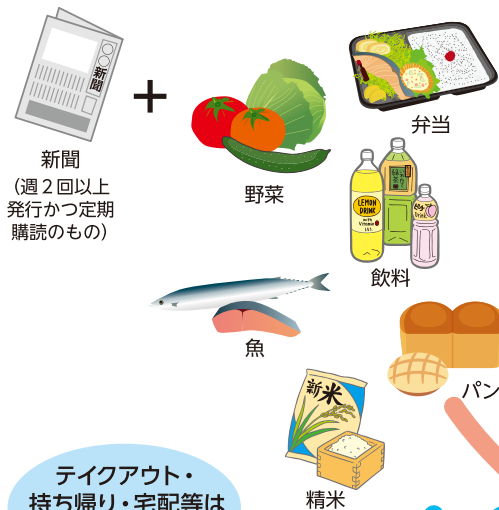 新聞
+
新聞
(週2回以上
発行かつ定期
購読のもの)
野菜
弁当
LEMON
DRINK
with
Vitamin
飲料
魚
パン
新米
精米
テイクアウト・
持ち帰り・宅配等は